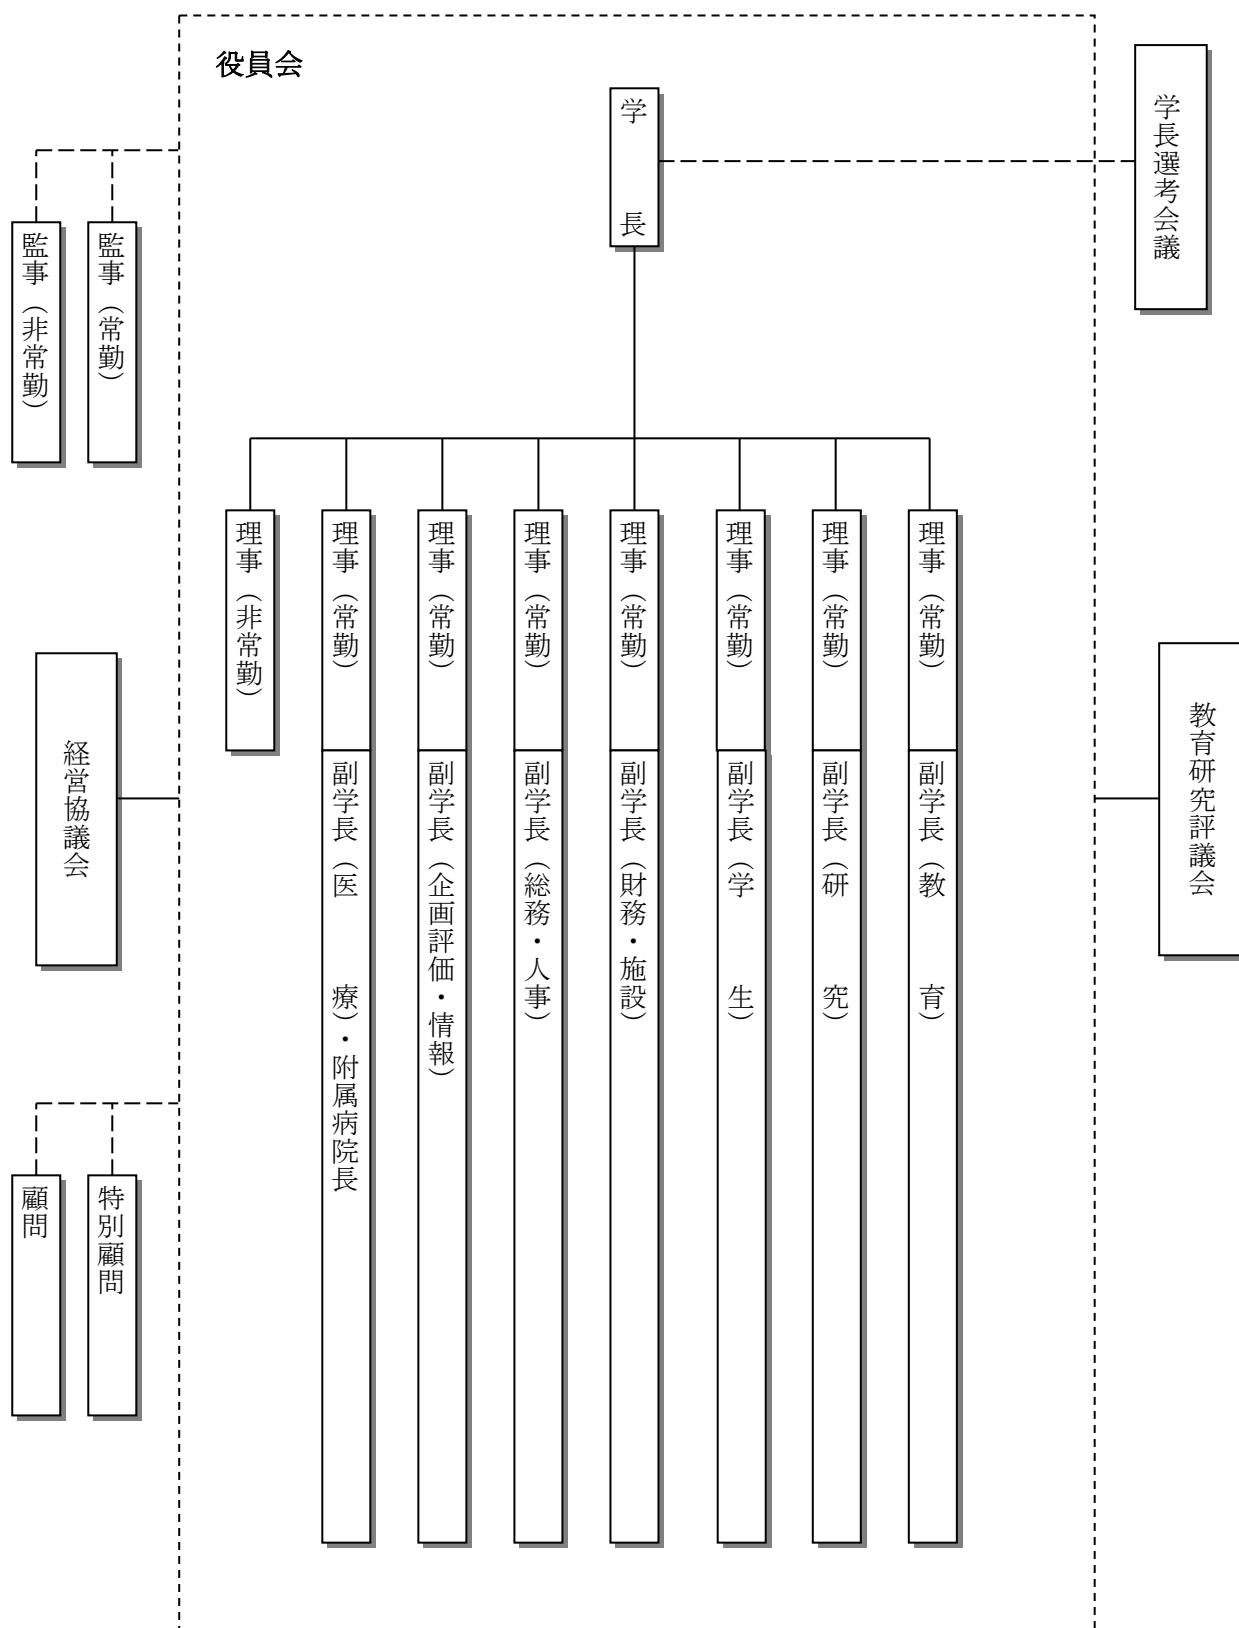 役員会
学長
学長選考会議
監事（常勤）
監事（非常勤）
理事（常勤）
副学長（教育）
理事（常勤）
副学長（研究）
理事（常勤）
副学長（学生）
理事（常勤）
副学長（財務・施設）
理事（常勤）
副学長（総務・人事）
理事（常勤）
副学長（企画評価・情報）
理事（常勤）
副学長（医療）・附属病院長
理事（非常勤）
教育研究評議会
経営協議会
特別顧問
顧問